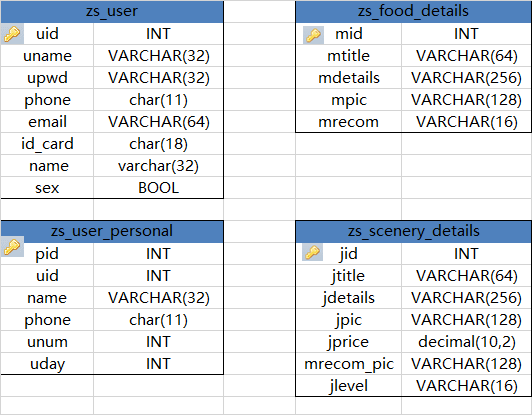 zs_user
uid INT
uname VARCHAR(32)
upwd VARCHAR(32)
phone char(11)
email VARCHAR(64)
id_card char(18)
name varchar(32)
sex BOOL
zs_food_details
mid INT
mtitle VARCHAR(64)
mdetails VARCHAR(256)
mpic VARCHAR(128)
mrecom VARCHAR(16)
zs_user_personal
pid INT
uid INT
name VARCHAR(32)
phone char(11)
unum INT
uday INT
zs_scenery_details
jid INT
jtitle VARCHAR(64)
jdetails VARCHAR(256)
jpic VARCHAR(128)
jprice decimal(10,2)
mrecom_pic VARCHAR(128)
jlevel VARCHAR(16)